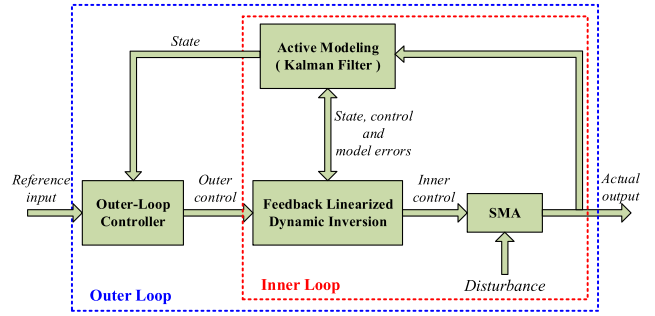 State
Active Modeling
( Kalman Filter )
State, control
and
model errors
Reference
input
Outer-Loop
Controller
Outer
control
Feedback Linearized
Dynamic Inversion
Inner
control
SMA
Actual
output
Disturbance
Inner Loop
Outer Loop